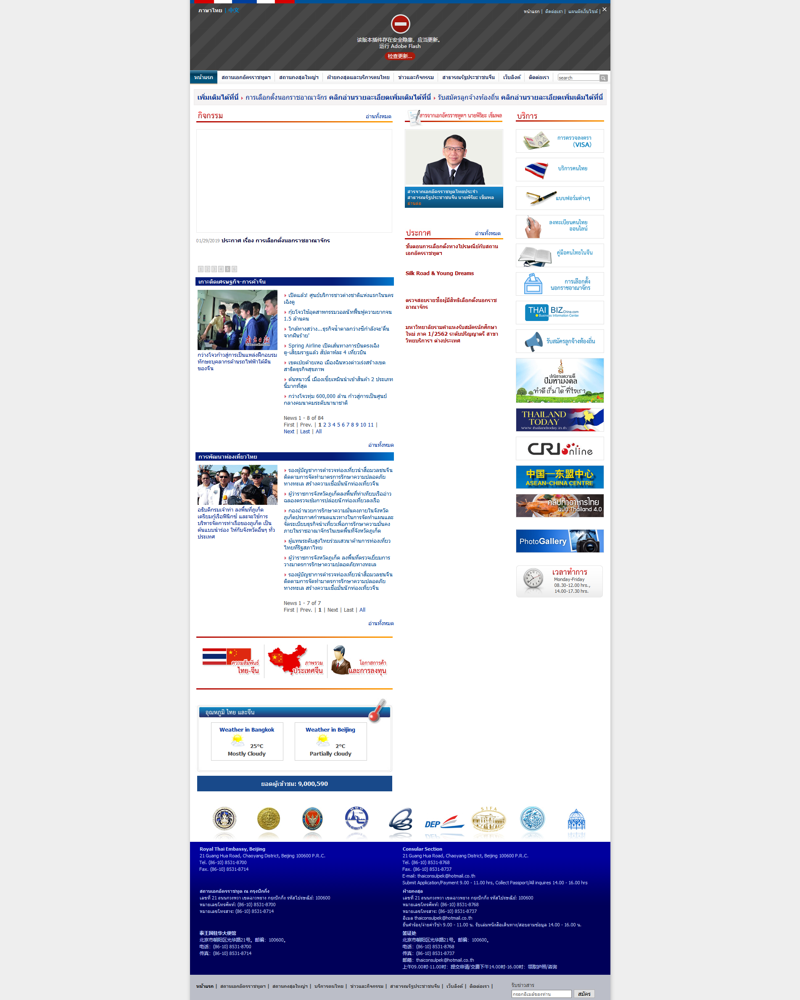 ภาษาไทย | 中文
หน้าแรก | ติดต่อเรา | แผนผังเว็บไซต์ |
该版本插件存在安全隐患，应当更新。
运行 Adobe Flash
检查更新...
หน้าแรก
สถานเอกอัครราชทูตฯ
สถานกงสุลใหญ่ฯ
ฝ่ายกงสุลและบริการคนไทย
ข่าวและกิจกรรม
สาธารณรัฐประชาชนจีน
เว็บลิงค์
ติดต่อเรา
search
เพิ่มเติมได้ที่นี่ การเลือกตั้งนอกราชอาณาจักร คลิกอ่านรายละเอียดเพิ่มเติมได้ที่นี่ รับสมัครลูกจ้างท้องถิ่น คลิกอ่านรายละเอียดเพิ่มเติมได้ที่นี่
กิจกรรม
อ่านทั้งหมด
01/29/2019 ประกาศ เรื่อง การเลือกตั้งนอกราชอาณาจักร
1 2 3 4 5 6
เกาะติดเศรษฐกิจ-การค้าจีน
南方日报
กว่างโจวก้าวสู่การเป็นแหล่งฝึกอบรม
ทักษะบุคลากรด้านรถไฟฟ้าใต้ดิน
ของจีน
เปิดแล้ว! ศูนย์บริการชาวต่างชาติแห่งแรกในนคร
เฉิงตู
กุ้ยโจวใช้อุตสาหกรรมวอลนัทฟื้นฟูความยากจน
1.5 ล้านคน
ใกล้ทางสว่าง...ธุรกิจน้ำตาลกว่างซีกำลังจะ'ตื่น
จากฝันร้าย'
Spring Airline เปิดเส้นทางการบินตรงเฉิง
ตู-เสียมราฐแล้ว สัปดาห์ละ 4 เที่ยวบิน
เขตเป่ยต้ายเหอ เมืองฉินหวงต่าวเร่งสร้างเขต
สาธิตธุรกิจสุขภาพ
ต้นหนาวนี้ เมืองเซี่ยเหมินนำเข้าสินค้า 2 ประเภท
นี้มากที่สุด
กว่างโจวทุ่ม 600,000 ล้าน ก้าวสู่การเป็นศูนย์
กลางคมนาคมระดับนานาชาติ
News 1 - 8 of 84
First | Prev. | 1 2 3 4 5 6 7 8 9 10 11 |
Next | Last | All
อ่านทั้งหมด
การพัฒนาท่องเที่ยวไทย
อธิบดีกรมเจ้าท่า ลงพื้นที่ภูเก็ต
เตรียมกู้เรือฟินิกซ์ และจะใช้การ
บริหารจัดการท่าเรือของภูเก็ต เป็น
ต้นแบบนำร่อง ให้กับจังหวัดอื่นๆ ทั่ว
ประเทศ
รองผู้บัญชาการตำรวจท่องเที่ยวนำสื่อมวลชนจีน
ติดตามการจัดทำมาตรการรักษาความปลอดภัย
ทางทะเล สร้างความเชื่อมั่นนักท่องเที่ยวจีน
ผู้ว่าราชการจังหวัดภูเก็ตลงพื้นที่ท่าเทียบเรืออ่าว
ฉลองตรวจเข้มการปล่อยนักท่องเที่ยวลงเรือ
กองอำนวยการรักษาความมั่นคงภายในจังหวัด
ภูเก็ตประกาศกำหนดแนวทางในการจัดทำแผนและ
จัดระเบียบธุรกิจนำเที่ยวเพื่อการรักษาความมั่นคง
ภายในราชอาณาจักรในเขตพื้นที่จังหวัดภูเก็ต
ผู้แทนระดับสูงไทยร่วมเสวนาด้านการท่องเที่ยว
ไทยที่รัฐสภาไทย
ผู้ว่าราชการจังหวัดภูเก็ต ลงพื้นที่ตรวจเยี่ยมการ
วางมาตรการรักษาความปลอดภัยทางทะเล
รองผู้บัญชาการตำรวจท่องเที่ยวนำสื่อมวลชนจีน
ติดตามการจัดทำมาตรการรักษาความปลอดภัย
ทางทะเล สร้างความเชื่อมั่นนักท่องเที่ยวจีน
News 1 - 7 of 7
First | Prev. | 1 | Next | Last | All
อ่านทั้งหมด
ความสัมพันธ์
ไทย-จีน
ภาพรวม
ประเทศจีน
โอกาสการค้า
และการลงทุน
อุณหภูมิ ไทย และจีน
Weather in Bangkok
25°C
Mostly Cloudy
Weather in Beijing
2°C
Partially cloudy
ยอดผู้เข้าชม: 9,000,590
สารจากเอกอัครราชทูตฯ นายพิริยะ เข็มพล
สารจากเอกอัครราชทูตไทยประจำ
สาธารณรัฐประชาชนจีน นายพิริยะ เข็มพล
อ่านต่อ
ประกาศ
อ่านทั้งหมด
ขั้นตอนการเลือกตั้งทางไปรษณีย์กับสถาน
เอกอัครราชทูตฯ
Silk Road & Young Dreams
ตรวจสอบรายชื่อผู้มีสิทธิเลือกตั้งนอกราช
อาณาจักร
มหาวิทยาลัยรามคำแหงรับสมัครนักศึกษา
ใหม่ ภาค 1/2562 ระดับปริญญาตรี สาขา
วิทยบริการฯ ต่างประเทศ
บริการ
การตรวจลงตรา
(VISA)
บริการคนไทย
แบบฟอร์มต่างๆ
ลงทะเบียนคนไทย
ออนไลน์
คู่มือคนไทยในจีน
การเลือกตั้ง
นอกราชอาณาจักร
THAI BIZ China.com
Business Information Center
รับสมัครลูกจ้างท้องถิ่น
ปณิธานความดี
ปีมหามงคล
ทำดี เริ่มได้ ที่ใจเรา
THAILAND
TODAY
www.thailandtoday.in.th
CRI online
中国—东盟中心
ASEAN-CHINA CENTRE
คลิปทำอาหารไทย
ฉบับ Thailand 4.0
PhotoGallery
เวลาทำการ
Monday-Friday
08.30-12.00 hrs.,
14.00-17.30 hrs.
DEP
SIFA
Royal Thai Embassy, Beijing
21 Guang Hua Road, Chaoyang District, Beijing 100600 P.R.C.
Tel. (86-10) 8531-8700
Fax. (86-10) 8531-8714
Consular Section
21 Guang Hua Road, Chaoyang District, Beijing 100600 P.R.C.
Tel. (86-10) 8531-8768
Fax. (86-10) 8531-8737
E-mail: thaiconsulpek@hotmail.co.th
Submit Application/Payment 9.00 - 11.00 hrs, Collect Passport/All inquires 14.00 - 16.00 hrs
สถานเอกอัครราชทูต ณ กรุงปักกิ่ง
เลขที่ 21 ถนนกวงหวา เขตฉาวหยาง กรุงปักกิ่ง รหัสไปรษณีย์: 100600
หมายเลขโทรศัพท์: (86-10) 8531-8700
หมายเลขโทรสาร: (86-10) 8531-8714
ฝ่ายกงสุล
เลขที่ 21 ถนนกวงหวา เขตฉาวหยาง กรุงปักกิ่ง รหัสไปรษณีย์: 100600
หมายเลขโทรศัพท์: (86-10) 8531-8768
หมายเลขโทรสาร: (86-10) 8531-8737
อีเมล thaiconsulpek@hotmail.co.th
ยื่นคำร้อง/จ่ายค่าวีซ่า 9.00 - 11.00 น. รับเล่มหนังสือเดินทาง/สอบถามข้อมูล 14.00 - 16.00 น.
泰王国驻华大使馆
北京市朝阳区光华路21号。邮编：100600。
电话：(86-10) 8531-8700
传真：(86-10) 8531-8714
签证处
北京市朝阳区光华路21号。邮编：100600。
电话：(86-10) 8531-8768
传真：(86-10) 8531-8737
邮箱：thaiconsulpek@hotmail.co.th
上午09.00时-11.00时：提交申请/交费下午14.00时-16.00时：领取护照/咨询
หน้าแรก | สถานเอกอัครราชทูตฯ | สถานกงสุลใหญ่ฯ | บริการคนไทย | ข่าวและกิจกรรม | สาธารณรัฐประชาชนจีน | เว็บลิงค์ | ติดต่อเรา |
รับข่าวสาร
กรอกอีเมล์ของท่าน
สมัคร